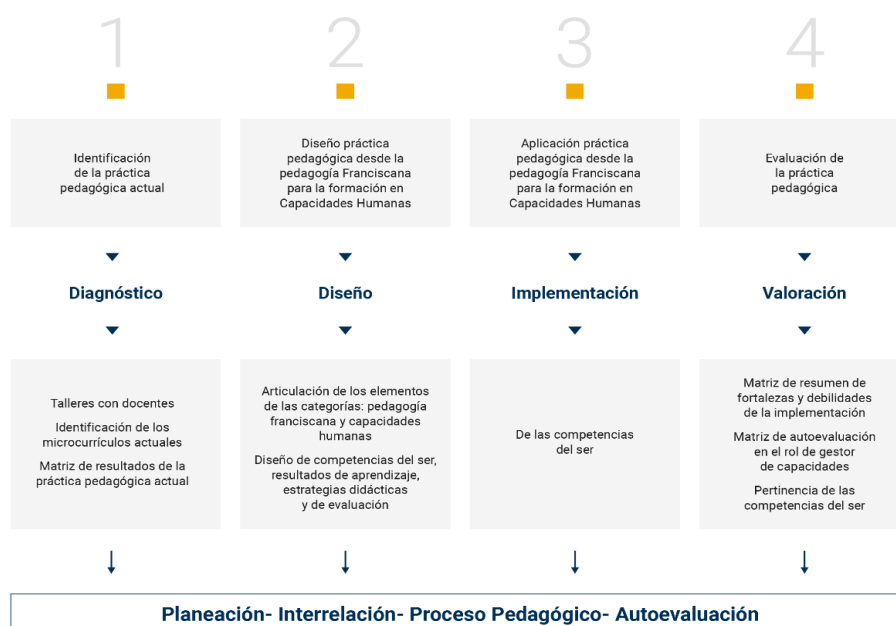 1
2
3
4
Identificación
de la práctica
pedagógica actual
Diseño práctica
pedagógica desde la
pedagogía Franciscana
para la formación en
Capacidades Humanas
Aplicación práctica
pedagógica desde la
pedagogía Franciscana
para la formación en
Capacidades Humanas
Evaluación de
la práctica
pedagógica
Diagnóstico
Diseño
Implementación
Valoración
Talleres con docentes
Identificación de los
microcurrículos actuales
Matriz de resultados de la
práctica pedagógica actual
Articulación de los elementos
de las categorías: pedagogía
franciscana y capacidades
humanas
Diseño de competencias del ser,
resultados de aprendizaje,
estrategias didácticas
y de evaluación
De las competencias
del ser
Matriz de resumen de
fortalezas y debilidades
de la implementación
Matriz de autoevaluación
en el rol de gestor
de capacidades
Pertinencia de las
competencias del ser
Planeación- Interrelación- Proceso Pedagógico- Autoevaluación